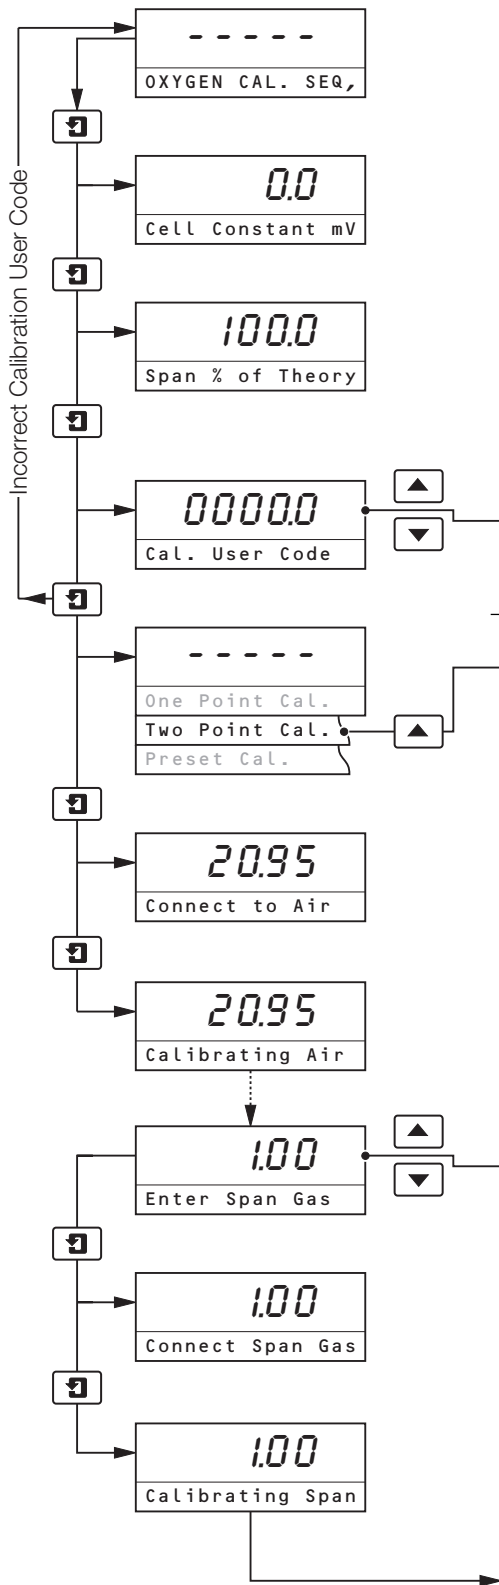 - - - - -
OXYGEN CAL. SEQ,
0.0
Cell Constant mV
Incorrect Calibration User Code
100.0
Span % of Theory
0000.0
Cal. User Code
- - - - -
One Point Cal.
Two Point Cal.
Preset Cal.
20.95
Connect to Air
20.95
Calibrating Air
1.00
Enter Span Gas
1.00
Connect Span Gas
1.00
Calibrating Span